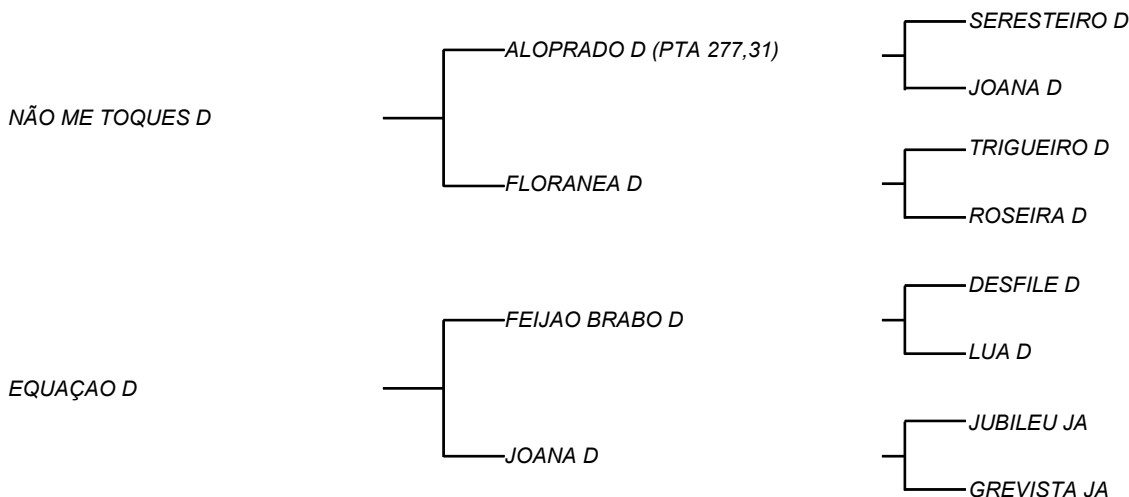 SERESTEIRO D
ALOPRADO D (PTA 277,31)
JOANA D
NÃO ME TOQUES D
TRIGUEIRO D
FLORANEA D
ROSEIRA D
DESFILE D
FEIJAO BRABO D
LUA D
EQUAÇAO D
JUBILEU JA
JOANA D
GREVISTA JA